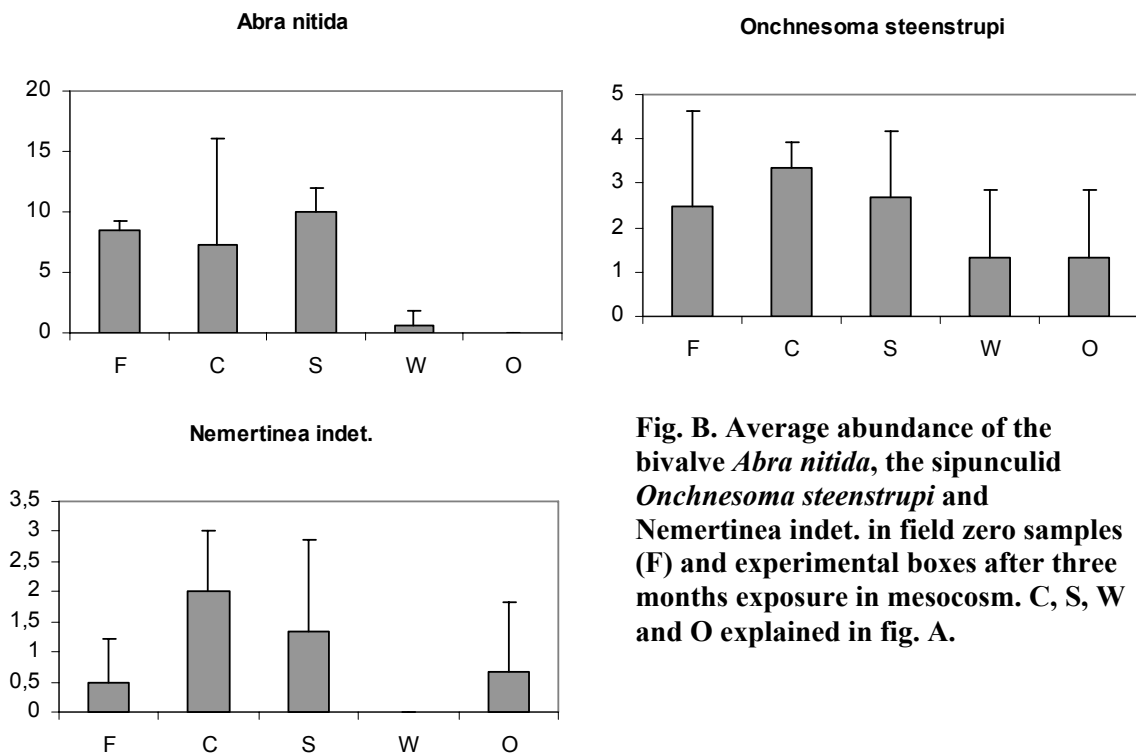 Abra nitida
20
15
10
5
0
F C S W O
Onchnesoma steenstrupi
5
4
3
2
1
0
F C S W O
Nemertinea indet.
3,5
3
2,5
2
1,5
1
0,5
0
F C S W O
Fig. B. Average abundance of the
bivalve Abra nitida, the sipunculid
Onchnesoma steenstrupi and
Nemertinea indet. in field zero samples
(F) and experimental boxes after three
months exposure in mesocosm. C, S, W
and O explained in fig. A.